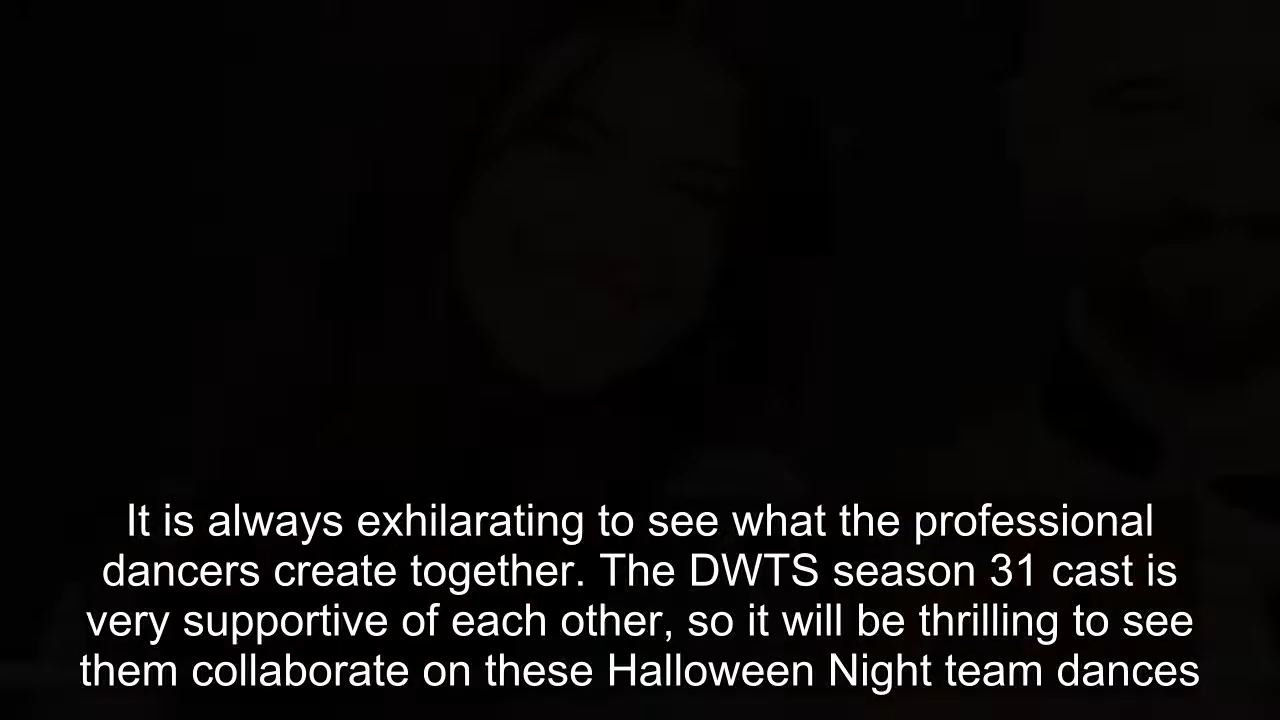 It is always exhilarating to see what the professional
dancers create together. The DWTS season 31 cast is
very supportive of each other, so it will be thrilling to see
them collaborate on these Halloween Night team dances